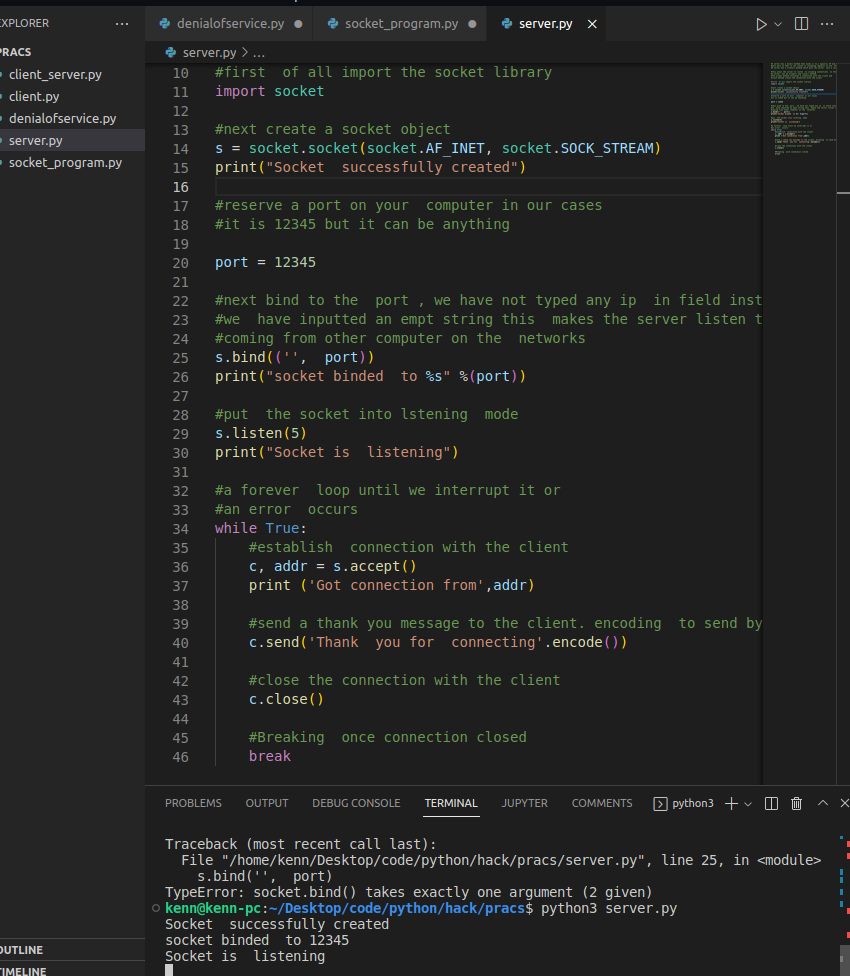 EXPLORER ...
denialofservice.py
socket_program.py
server.py
PRACS
server.py > ...
client_server.py
client.py
denialofservice.py
server.py
socket_program.py
10 #first  of all import the socket library
11 import socket
12
13 #next create a socket object
14 s = socket.socket(socket.AF_INET, socket.SOCK_STREAM)
15 print("Socket  successfully created")
16
17 #reserve a port on your  computer in our cases
18 #it is 12345 but it can be anything
19
20 port = 12345
21
22 #next bind to the  port , we have not typed any ip  in field inst
23 #we  have inputted an empt string this  makes the server listen t
24 #coming from other computer on the  networks
25 s.bind(('',  port))
26 print("socket binded  to %s" %(port))
27
28 #put  the socket into lstening  mode
29 s.listen(5)
30 print("Socket is  listening")
31
32 #a forever  loop until we interrupt it or
33 #an error  occurs
34 while True:
35     #establish  connection with the client
36     c, addr = s.accept()
37     print ('Got connection from',addr)
38
39     #send a thank you message to the client. encoding  to send by
40     c.send('Thank  you for  connecting'.encode())
41
42     #close the connection with the client
43     c.close()
44
45     #Breaking  once connection closed
46     break
PROBLEMS OUTPUT DEBUG CONSOLE TERMINAL JUPYTER COMMENTS python3
Traceback (most recent call last):
  File "/home/kenn/Desktop/code/python/hack/pracs/server.py", line 25, in <module>
    s.bind('',  port)
TypeError: socket.bind() takes exactly one argument (2 given)
kenn@kenn-pc:~/Desktop/code/python/hack/pracs$ python3 server.py
Socket  successfully created
socket binded  to 12345
Socket is  listening
OUTLINE
TIMELINE